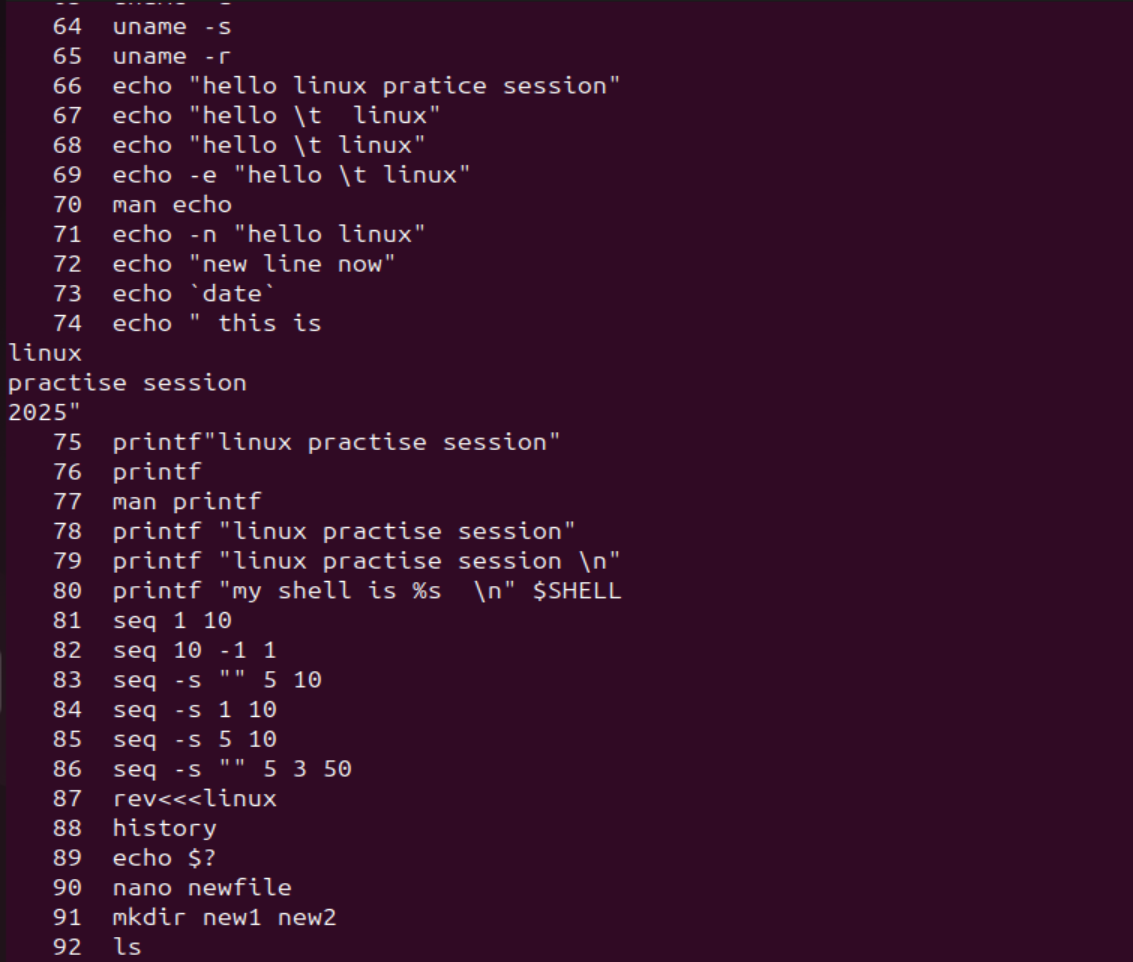 64 uname -s
65 uname -r
66 echo "hello linux pratice session"
67 echo "hello \t  linux"
68 echo "hello \t linux"
69 echo -e "hello \t linux"
70 man echo
71 echo -n "hello linux"
72 echo "new line now"
73 echo `date`
74 echo " this is
linux
practise session
2025"
75 printf"linux practise session"
76 printf
77 man printf
78 printf "linux practise session"
79 printf "linux practise session \n"
80 printf "my shell is %s  \n" $SHELL
81 seq 1 10
82 seq 10 -1 1
83 seq -s "" 5 10
84 seq -s 1 10
85 seq -s 5 10
86 seq -s "" 5 3 50
87 rev<<<linux
88 history
89 echo $?
90 nano newfile
91 mkdir new1 new2
92 ls